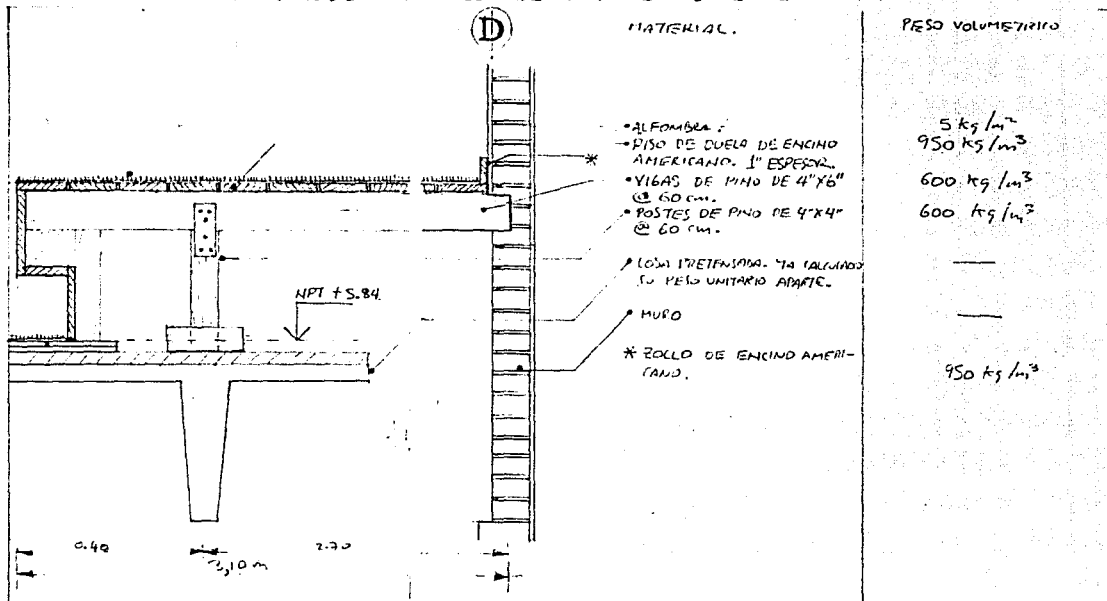 D
MATERIAL.
PESO VOLUMETRICO
• ALFOMBRA.
5 kg/m²
• PISO DE DUELA DE ENCINO
950 kg/m³
AMERICANO. 1" ESPESOR.
• VIGAS DE PINO DE 4"x6"
600 kg/m³
@ 60 cm.
• POSTES DE PINO DE 4"x4"
600 kg/m³
@ 60 cm.
• LOSA PRETENSADA. YA CALCULADO
SU PESO UNITARIO APARTE.
• MURO
* ZOCLO DE ENCINO AMERI-
CANO.
950 kg/m³
*
NPT +5.84
0.40
2.70
3,10 m